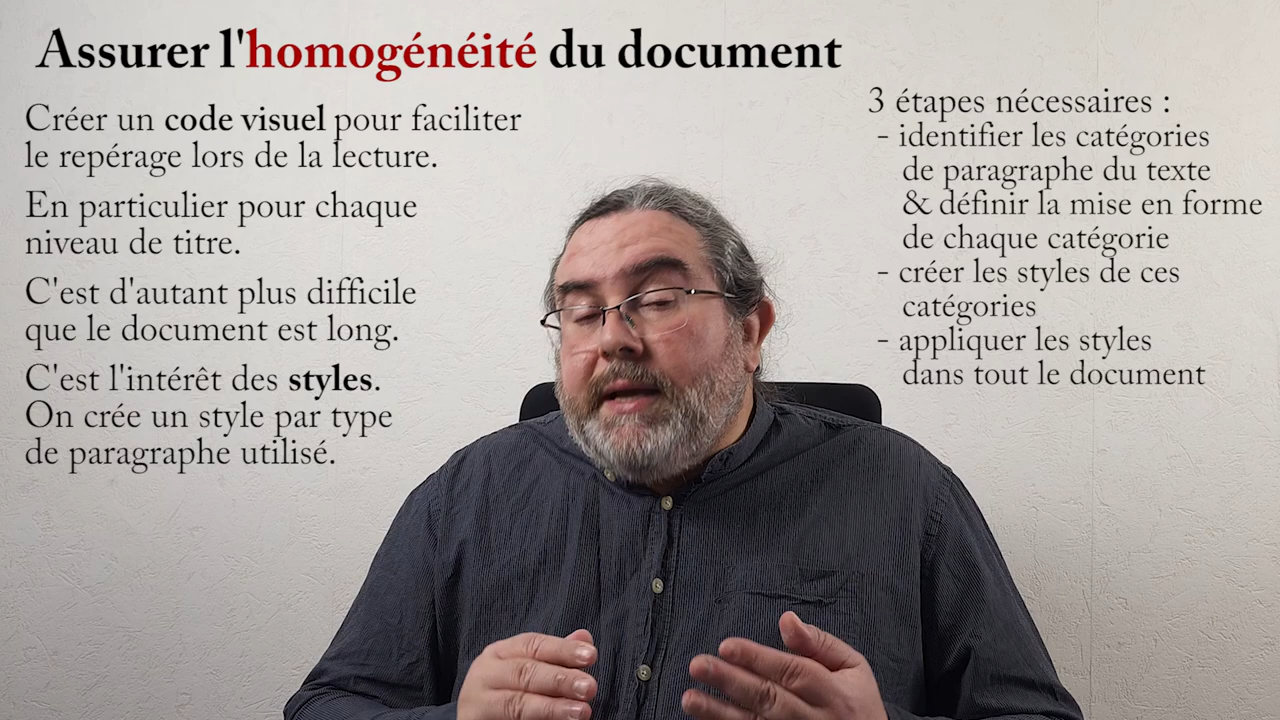 Assurer l'homogénéité du document
Créer un code visuel pour faciliter
le repérage lors de la lecture.
En particulier pour chaque
niveau de titre.
C'est d'autant plus difficile
que le document est long.
C'est l'intérêt des styles.
On crée un style par type
de paragraphe utilisé.
3 étapes nécessaires :
- identifier les catégories
de paragraphe du texte
& définir la mise en forme
de chaque catégorie
- créer les styles de ces
catégories
- appliquer les styles
dans tout le document